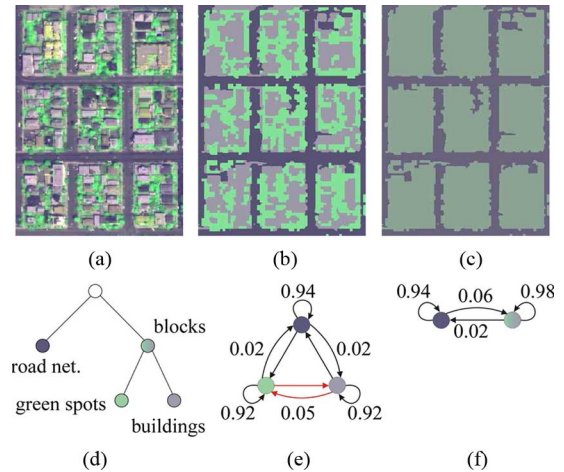 (a) (b) (c)
blocks
road net.
green spots
buildings
0.94
0.02 0.02
0.92 0.05 0.92
0.94 0.06 0.98
0.02
(d) (e) (f)